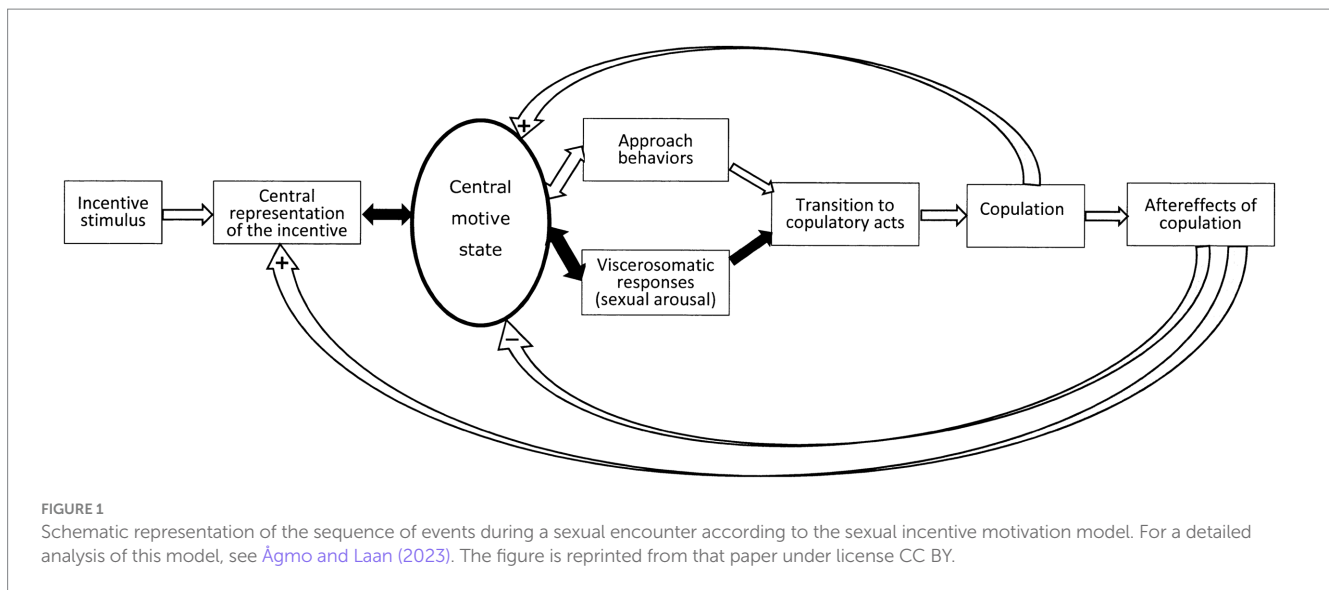 +
Approach
behaviors
Incentive
stimulus
Central
representation
of the incentive
Central
motive
state
Transition to
copulatory acts
Copulation
Aftereffects of
copulation
Viscerosomatic
responses
(sexual arousal)
+
−
FIGURE 1
Schematic representation of the sequence of events during a sexual encounter according to the sexual incentive motivation model. For a detailed
analysis of this model, see Ågmo and Laan (2023). The figure is reprinted from that paper under license CC BY.